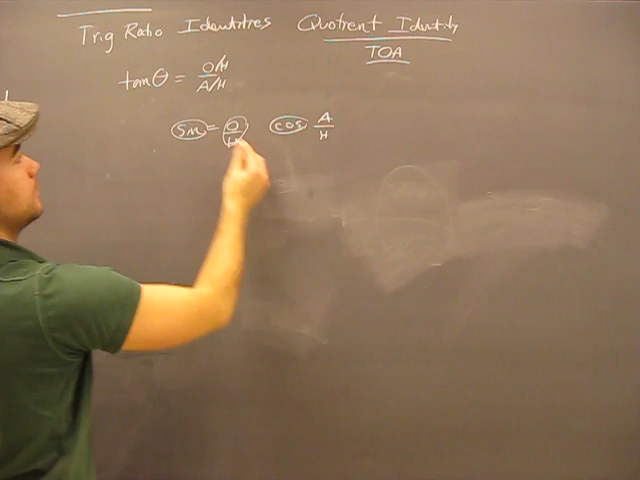 Trig Ratio Identities Quotient Identity
TOA
tanθ = O/H
A/H
sin = O/H cos A/H